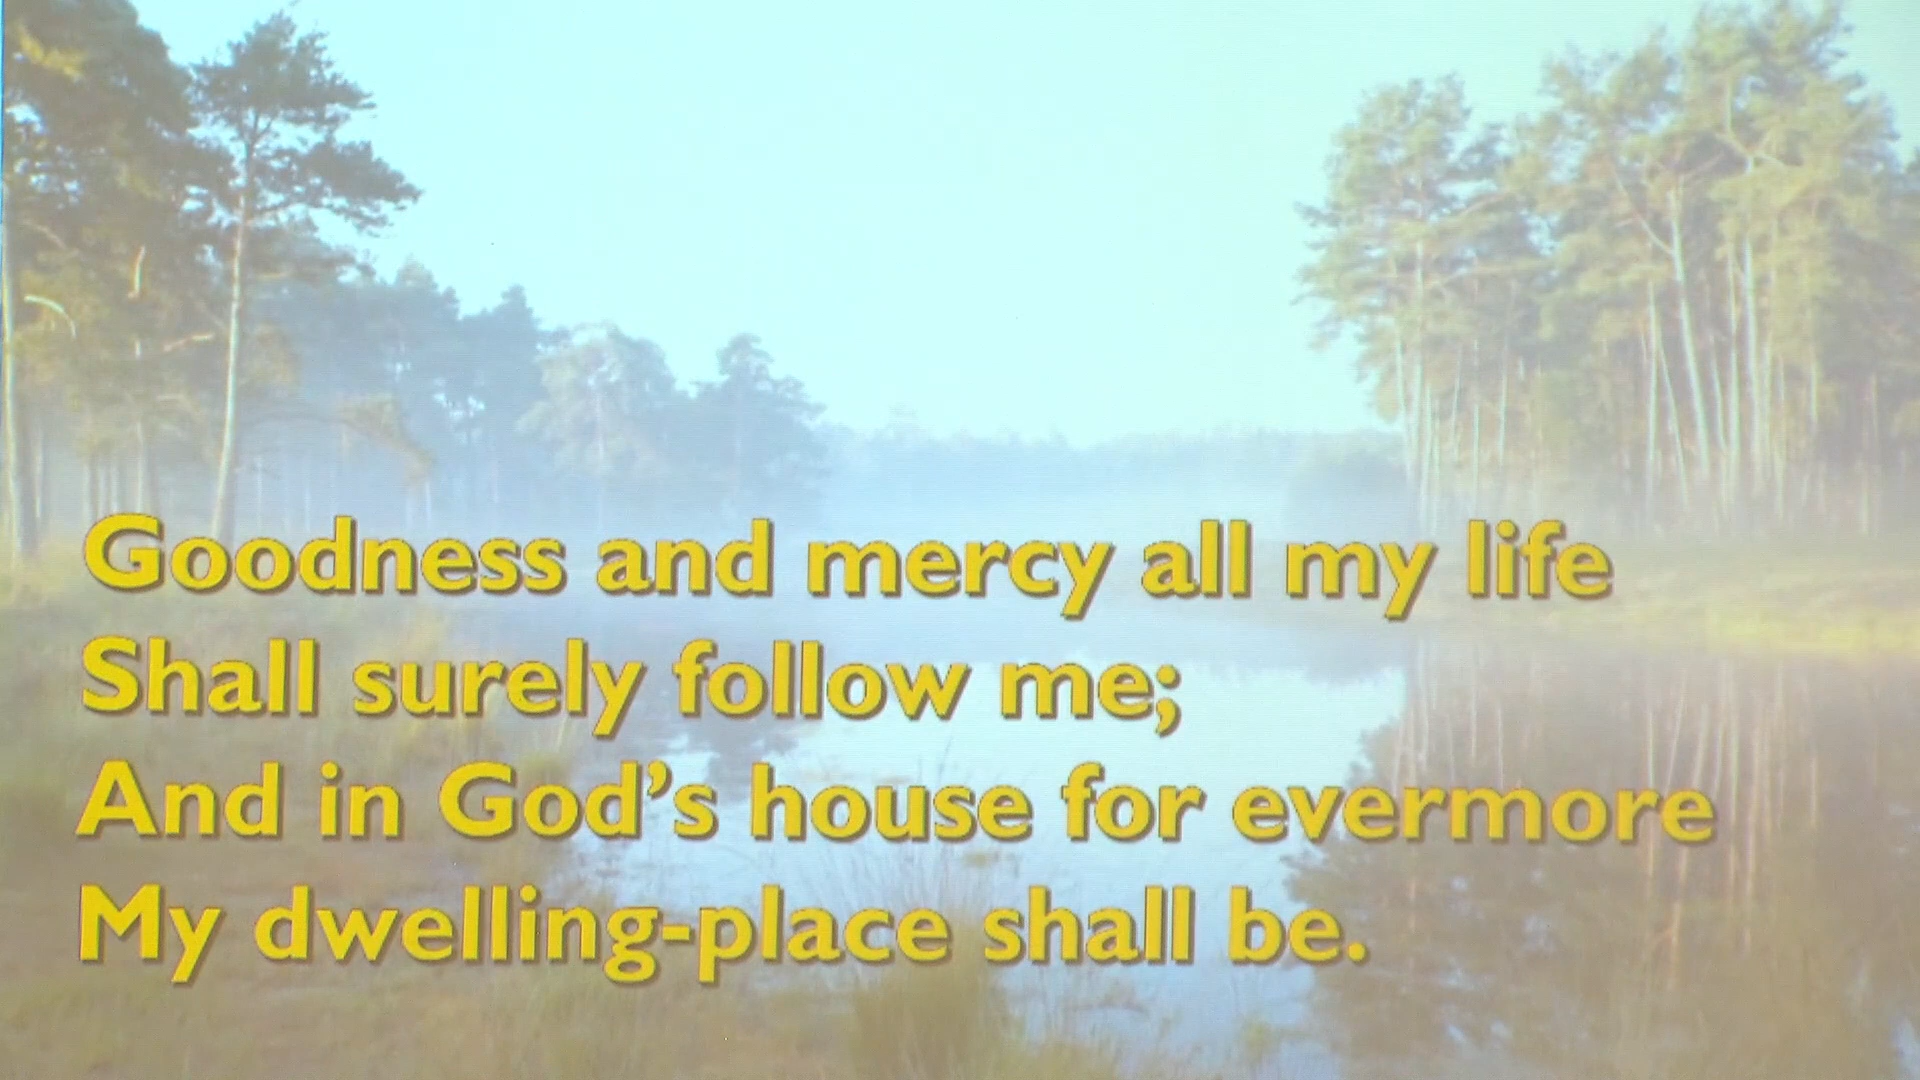 Goodness and mercy all my life
Shall surely follow me;
And in God’s house for evermore
My dwelling-place shall be.